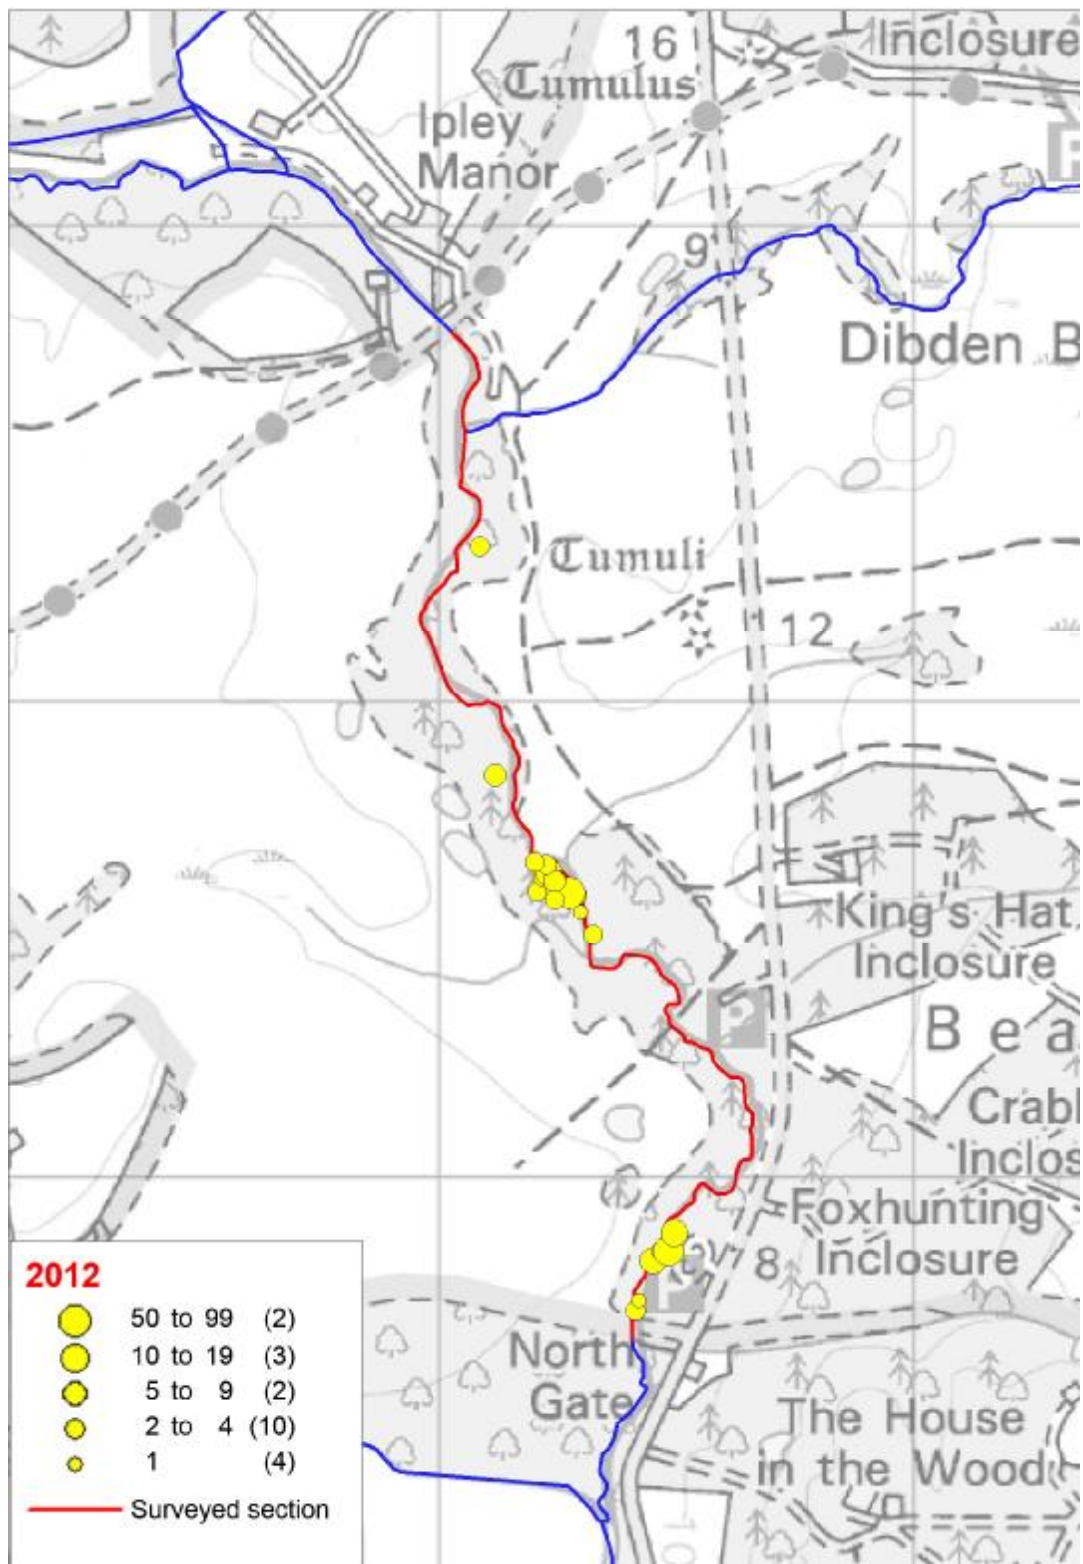 16
Inclosure
Tumulus
Ipley
Manor
P
9
Dibden B
Tumuli
12
King's Hat
Inclosure
P
B e a
Crabl
Inclos
Foxhunting
Inclosure
8
P
North
Gate
The House
in the Wood
10
2012
50 to 99 (2)
10 to 19 (3)
5 to 9 (2)
2 to 4 (10)
1 (4)
Surveyed section